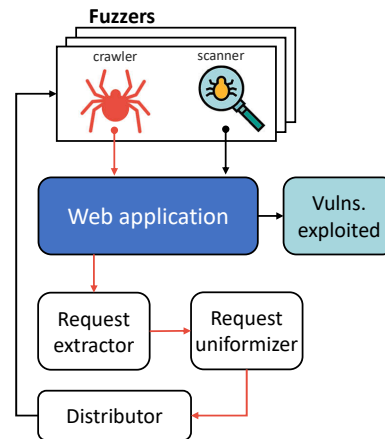 Fuzzers
crawler
scanner
Web application
Vulns.
exploited
Request
extractor
Request
uniformizer
Distributor